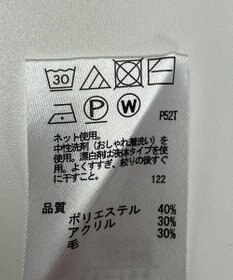 30
P W
P52T
ネット使用。
中性洗剤(おしゃれ着洗い)を
使用。漂白剤は液体タイプを使
用。よくすすぎ、絞りの後すぐ
に干すこと。
122
品質
ポリエステル 40%
アクリル 30%
毛 30%